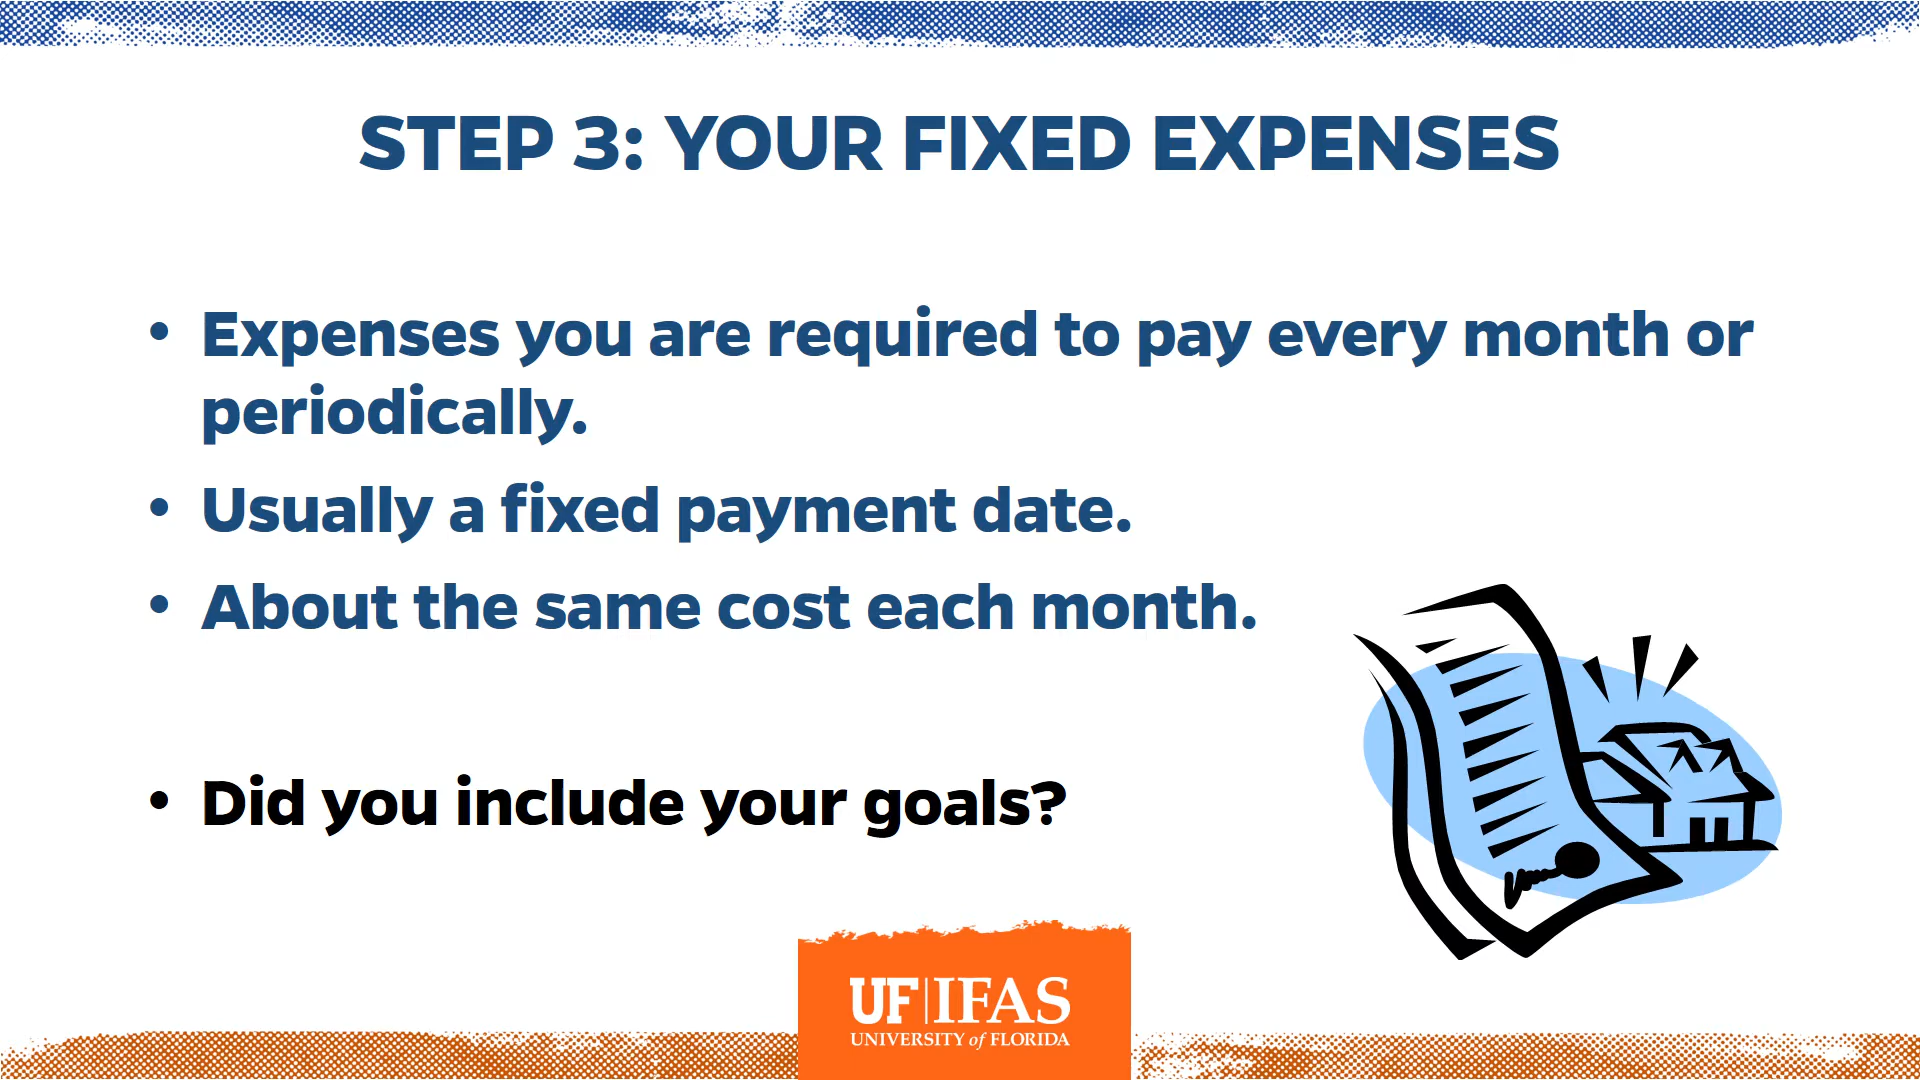 STEP 3: YOUR FIXED EXPENSES
• Expenses you are required to pay every month or
periodically.
• Usually a fixed payment date.
• About the same cost each month.
• Did you include your goals?
UF|IFAS
UNIVERSITY of FLORIDA